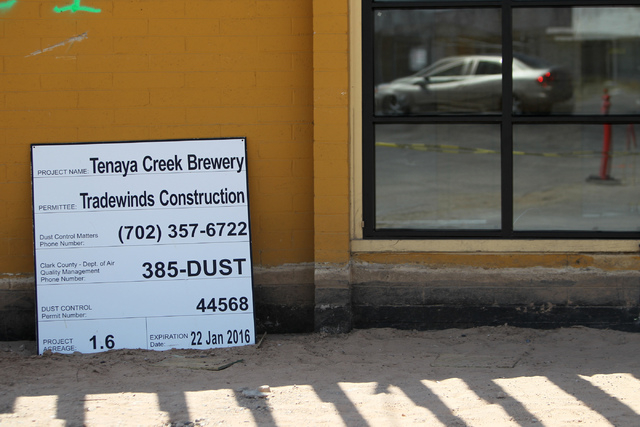 PROJECT NAME: Tenaya Creek Brewery
PERMITTEE: Tradewinds Construction
Dust Control Matters
Phone Number: (702) 357-6722
Clark County - Dept. of Air
Quality Management
Phone Number: 385-DUST
DUST CONTROL
Permit Number: 44568
PROJECT
ACREAGE: 1.6
EXPIRATION
Date: 22 Jan 2016